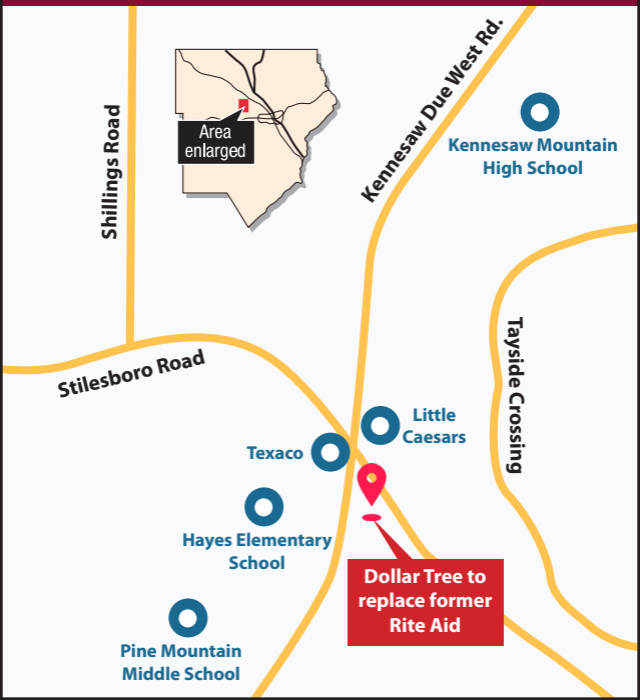 Shillings Road
Area
enlarged
Kennesaw Due West Rd.
Kennesaw Mountain
High School
Stilesboro Road
Tayside Crossing
Little
Caesars
Texaco
Hayes Elementary
School
Dollar Tree to
replace former
Rite Aid
Pine Mountain
Middle School